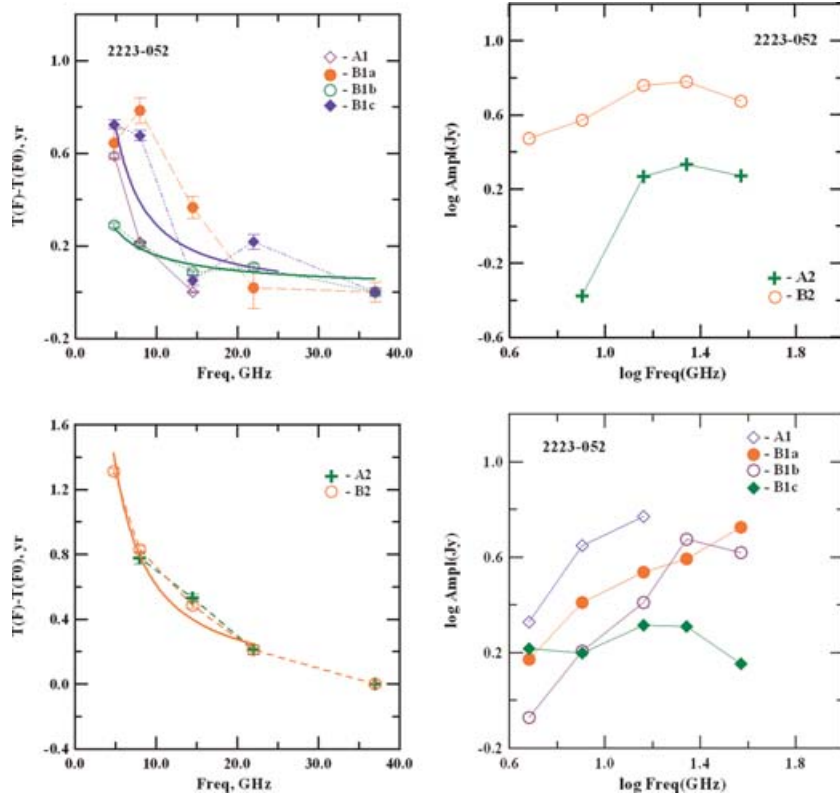 2223-052
- A1
- B1a
- B1b
- B1c
T(F)-T(F0), yr
1.0
0.6
0.2
-0.2
0.0 10.0 20.0 30.0 40.0
Freq, GHz
2223-052
log Ampl(Jy)
1.0
0.6
0.2
-0.2
-0.6
- A2
- B2
0.6 1.0 1.4 1.8
log Freq(GHz)
- A2
- B2
T(F)-T(F0), yr
1.6
1.2
0.8
0.4
0.0
-0.4
0.0 10.0 20.0 30.0 40.0
Freq, GHz
2223-052
- A1
- B1a
- B1b
- B1c
log Ampl(Jy)
1.0
0.6
0.2
-0.2
0.6 1.0 1.4 1.8
log Freq(GHz)